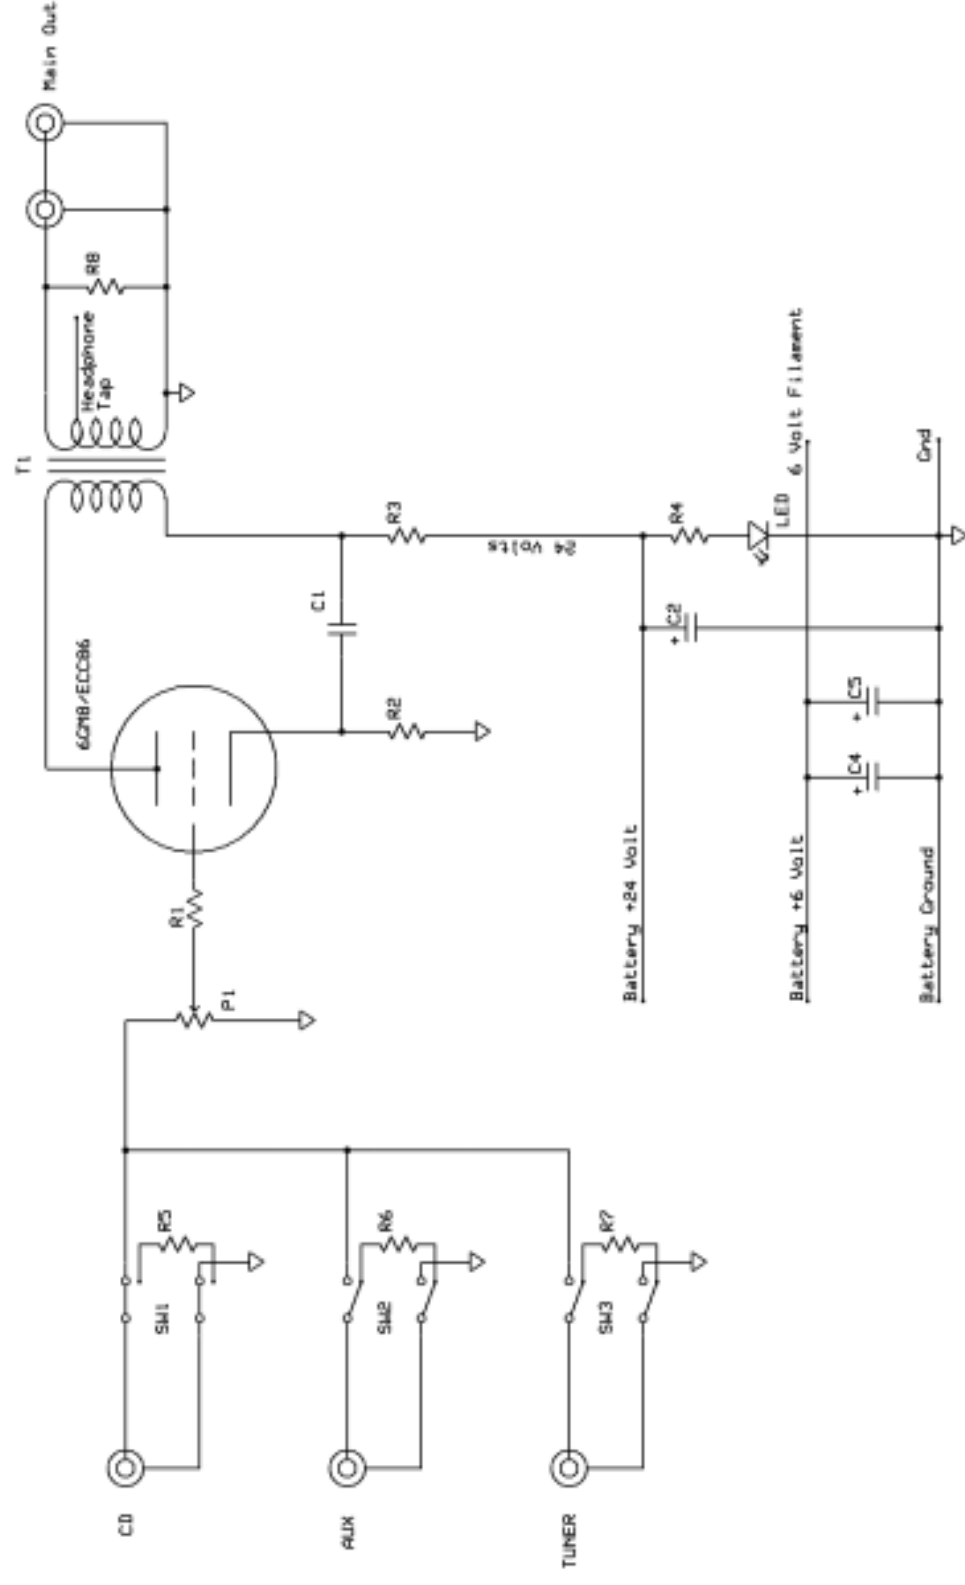 Main Out
R8
Headphone
Tap
T1
6GM8/ECC86
C1
R3
24 Volts
R4
LED
6 Volt Filament
Gnd
R2
C2
+
C5
+
C4
+
R1
P1
Battery +24 Volt
Battery +6 Volt
Battery Ground
R5
SW1
CD
R6
SW2
AUX
R7
SW3
TUNER